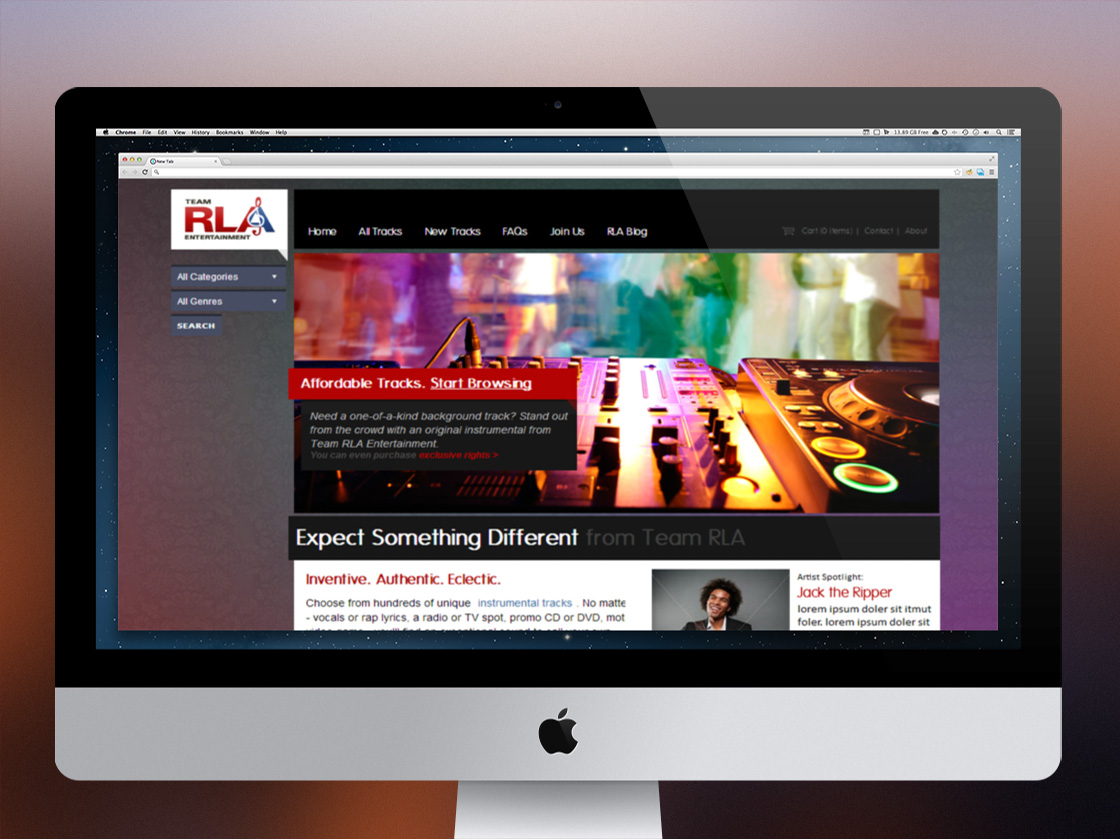 Chrome File Edit View History Bookmarks Window Help
13.89 GB Free
New Tab
TEAM
RLA
ENTERTAINMENT
Home All Tracks New Tracks FAQs Join Us RLA Blog
Cart (0 items) | Contact | About
All Categories
All Genres
SEARCH
Affordable Tracks. Start Browsing
Need a one-of-a-kind background track? Stand out
from the crowd with an original instrumental from
Team RLA Entertainment.
You can even purchase exclusive rights >
Expect Something Different from Team RLA
Inventive. Authentic. Eclectic.
Choose from hundreds of unique instrumental tracks . No matte
- vocals or rap lyrics, a radio or TV spot, promo CD or DVD, mot
Artist Spotlight:
Jack the Ripper
lorem ipsum doler sit itmut
foler. lorem ipsum doler sit